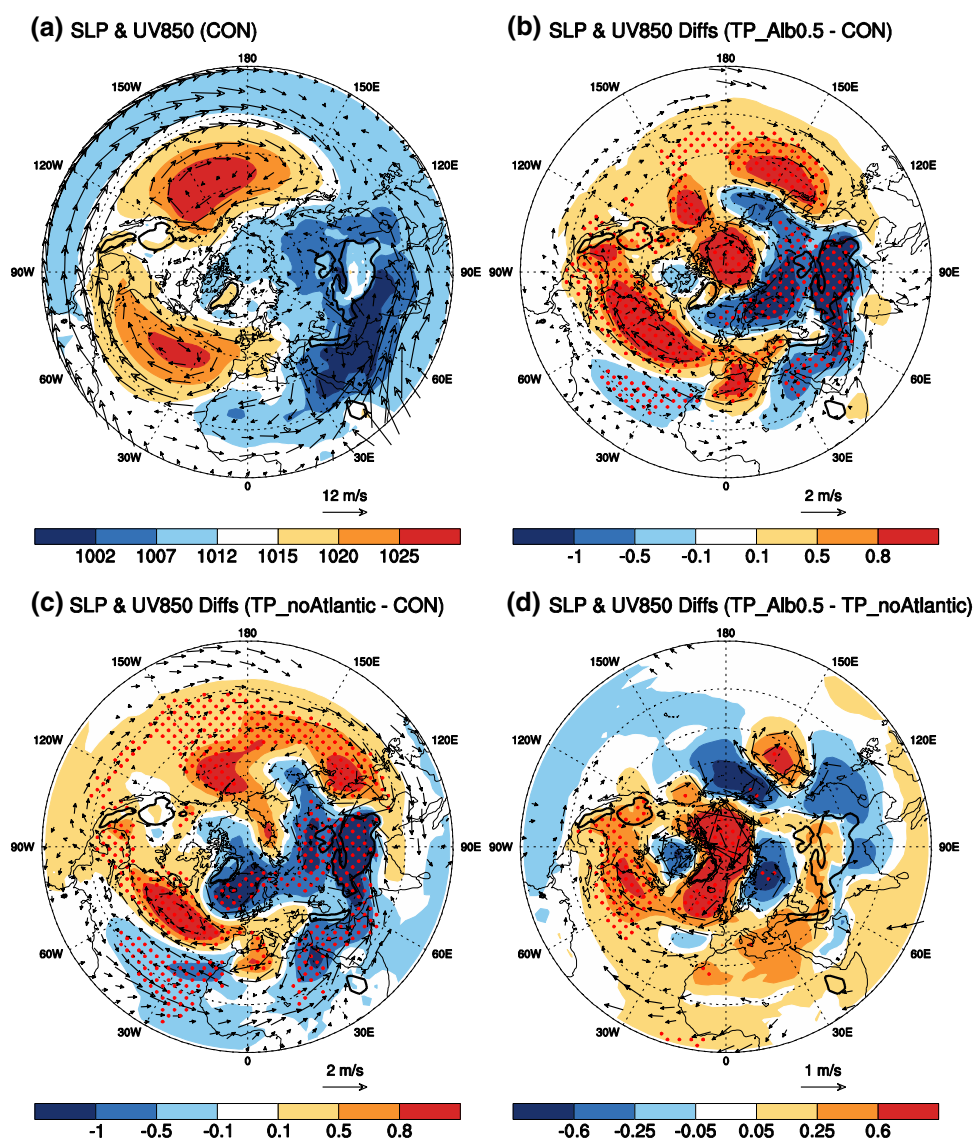 (a) SLP & UV850 (CON)
180
150W
150E
120W
120E
90W
90E
60W
60E
30W
30E
0
12 m/s
1002 1007 1012 1015 1020 1025
(b) SLP & UV850 Diffs (TP_Alb0.5 - CON)
180
150W
150E
120W
120E
90W
90E
60W
60E
30W
30E
0
2 m/s
-1 -0.5 -0.1 0.1 0.5 0.8
(c) SLP & UV850 Diffs (TP_noAtlantic - CON)
180
150W
150E
120W
120E
90W
90E
60W
60E
30W
30E
0
2 m/s
-1 -0.5 -0.1 0.1 0.5 0.8
(d) SLP & UV850 Diffs (TP_Alb0.5 - TP_noAtlantic)
180
150W
150E
120W
120E
90W
90E
60W
60E
30W
30E
0
1 m/s
-0.6 -0.25 -0.05 0.05 0.25 0.6